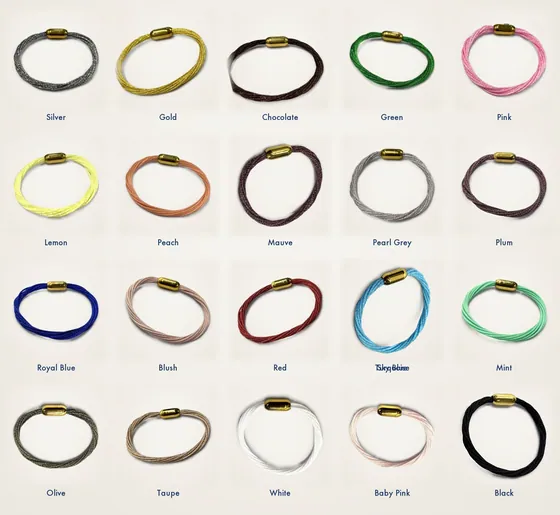 Silver
Gold
Chocolate
Green
Pink
Lemon
Peach
Mauve
Pearl Grey
Plum
Royal Blue
Blush
Red
Mint
Olive
Taupe
White
Baby Pink
Black